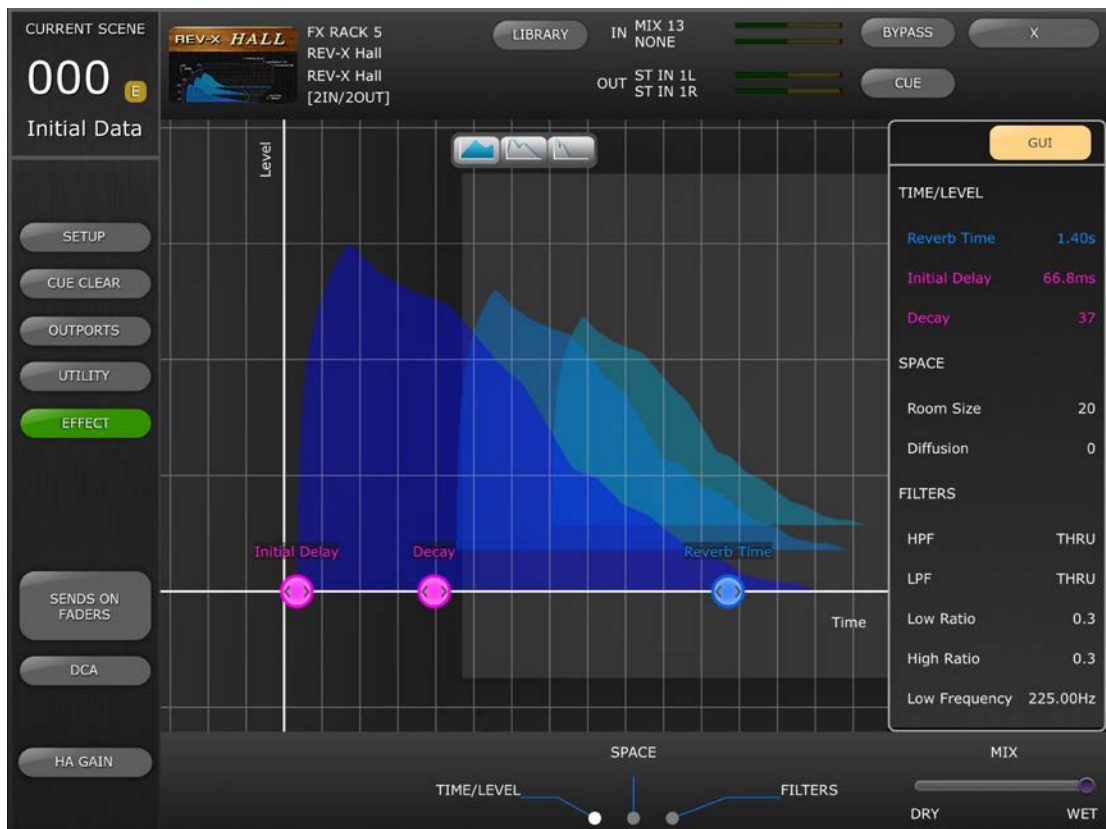 CURRENT SCENE
000 E
Initial Data
SETUP
CUE CLEAR
OUTPORTS
UTILITY
EFFECT
SENDS ON
FADERS
DCA
HA GAIN
REV-X HALL
FX RACK 5
REV-X Hall
REV-X Hall
[2IN/2OUT]
LIBRARY
IN MIX 13
NONE
OUT ST IN 1L
ST IN 1R
BYPASS
X
CUE
Level
Initial Delay
Decay
Reverb Time
Time
GUI
TIME/LEVEL
Reverb Time 1.40s
Initial Delay 66.8ms
Decay 37
SPACE
Room Size 20
Diffusion 0
FILTERS
HPF THRU
LPF THRU
Low Ratio 0.3
High Ratio 0.3
Low Frequency 225.00Hz
SPACE
TIME/LEVEL
FILTERS
MIX
DRY WET